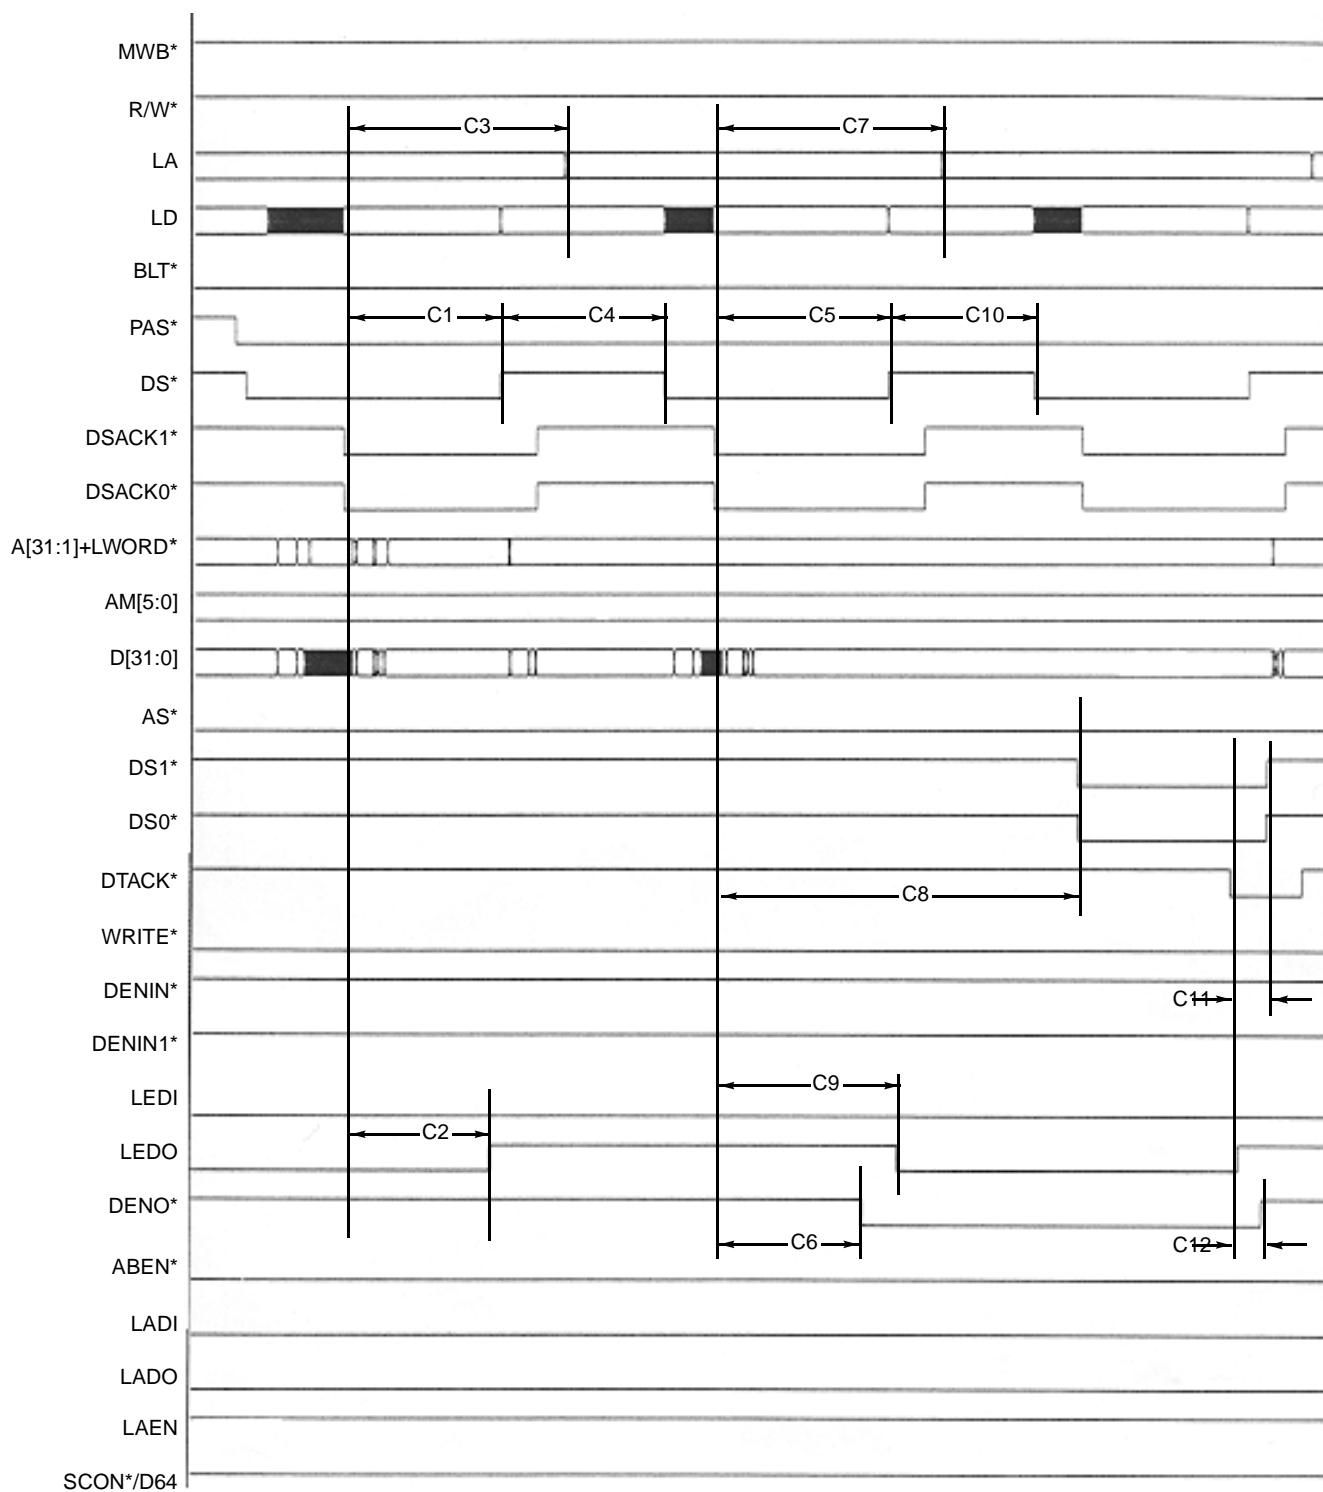 MWB*
R/W*
C3 C7
LA
LD
BLT*
PAS* C1 C4 C5 C10
DS*
DSACK1*
DSACK0*
A[31:1]+LWORD*
AM[5:0]
D[31:0]
AS*
DS1*
DS0*
DTACK*
C8
WRITE*
DENIN*
C11
DENIN1*
C9
LEDI
C2
LEDO
DENO*
C6 C12
ABEN*
LADI
LADO
LAEN
SCON*/D64